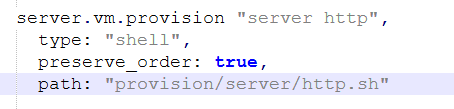 server.vm.provision "server http",
type: "shell",
preserve_order: true,
path: "provision/server/http.sh"